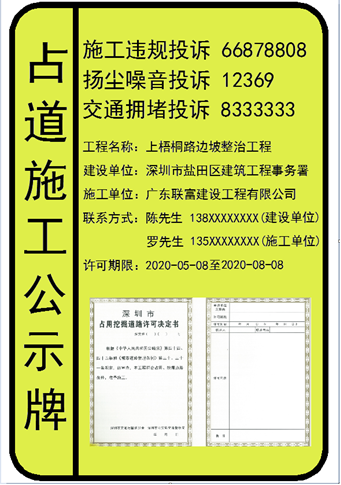 占道施工公示牌
施工违规投诉 66878808
扬尘噪音投诉 12369
交通拥堵投诉 8333333
工程名称：上梧桐路边坡整治工程
建设单位：深圳市盐田区建筑工程事务署
施工单位：广东联富建设工程有限公司
联系方式：陈先生 138XXXXXXXX(建设单位)
罗先生 135XXXXXXXX(施工单位)
许可期限：2020-05-08至2020-08-08
深圳市
占用挖掘道路许可决定书